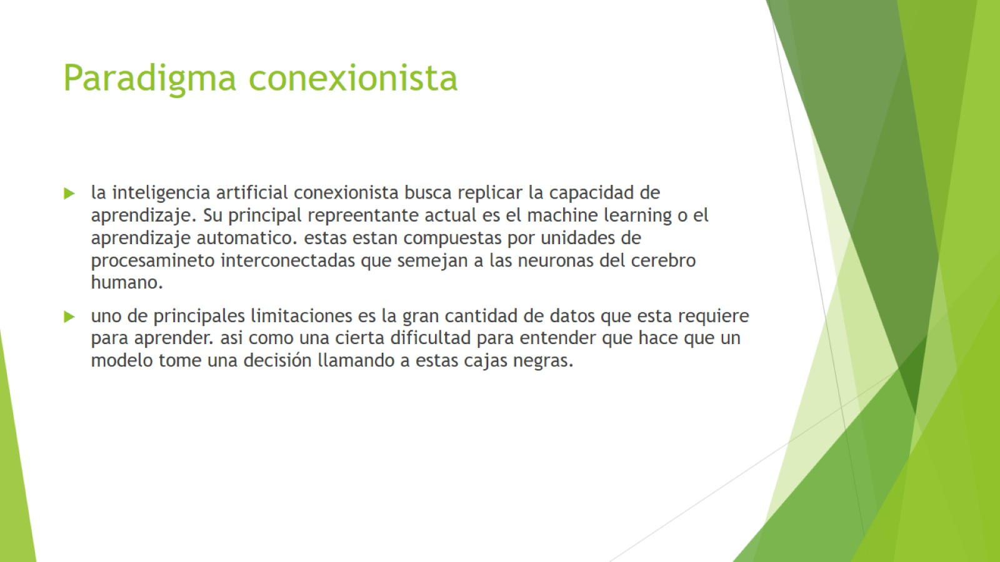 Paradigma conexionista
la inteligencia artificial conexionista busca replicar la capacidad de
aprendizaje. Su principal repreentante actual es el machine learning o el
aprendizaje automatico. estas estan compuestas por unidades de
procesamineto interconectadas que semejan a las neuronas del cerebro
humano.
uno de principales limitaciones es la gran cantidad de datos que esta requiere
para aprender. asi como una cierta dificultad para entender que hace que un
modelo tome una decisión llamando a estas cajas negras.